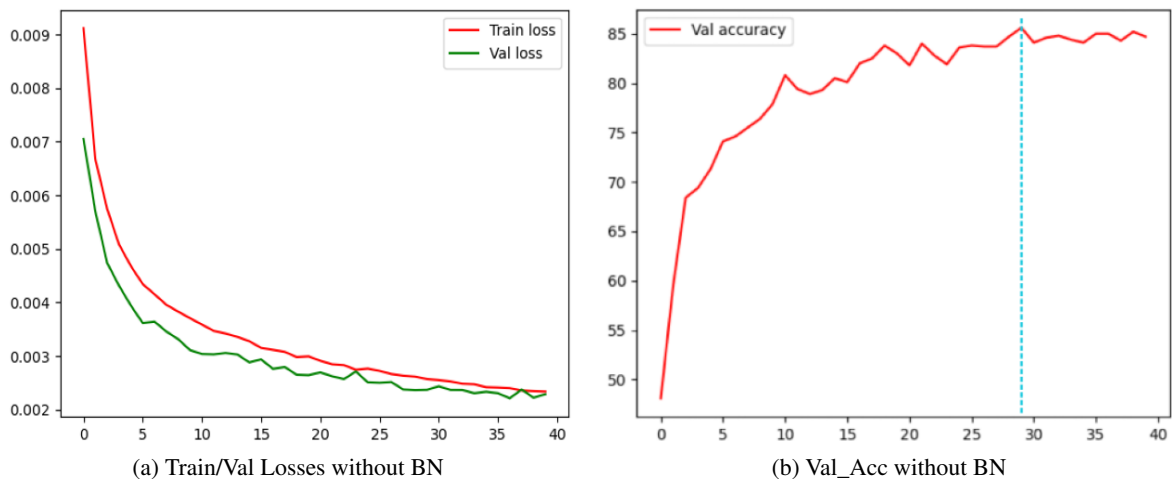 0.009
0.008
0.007
0.006
0.005
0.004
0.003
0.002
0 5 10 15 20 25 30 35 40
Train loss
Val loss
(a) Train/Val Losses without BN
85
80
75
70
65
60
55
50
0 5 10 15 20 25 30 35 40
Val accuracy
(b) Val_Acc without BN